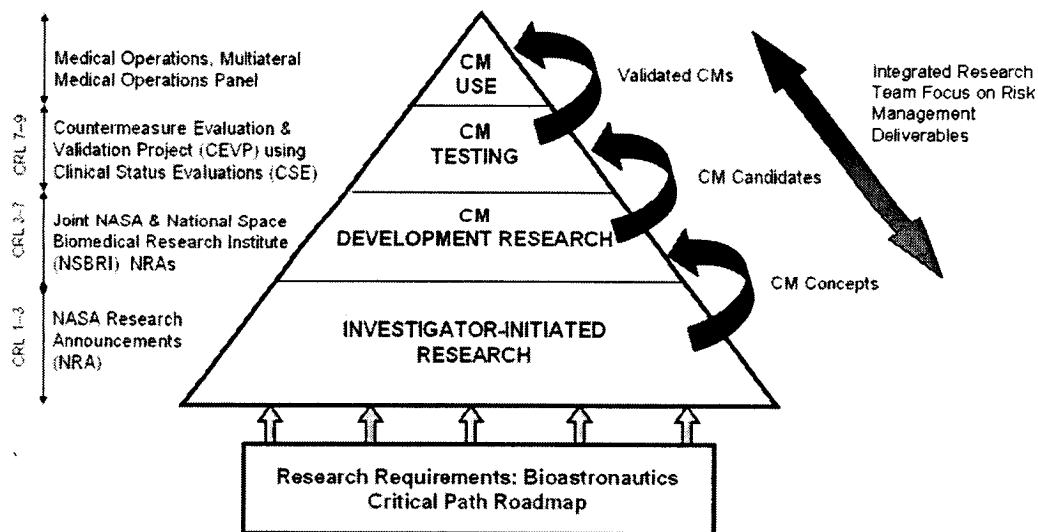 Medical Operations, Multilateral
Medical Operations Panel
CRL 7–9
Countermeasure Evaluation &
Validation Project (CEVP) using
Clinical Status Evaluations (CSE)
CRL 3-7
Joint NASA & National Space
Biomedical Research Institute
(NSBRI) NRAs
CRL 1–3
NASA Research
Announcements
(NRA)
CM
USE
CM
TESTING
CM
DEVELOPMENT RESEARCH
INVESTIGATOR-INITIATED
RESEARCH
Validated CMs
CM Candidates
CM Concepts
Integrated Research
Team Focus on Risk
Management
Deliverables
Research Requirements: Bioastronautics
Critical Path Roadmap